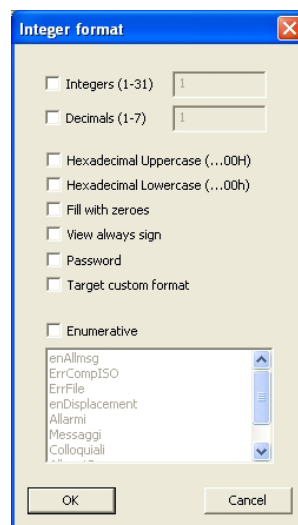 Integer format
Integers (1-31) 1
Decimals (1-7) 1
Hexadecimal Uppercase (...00H)
Hexadecimal Lowercase (...00h)
Fill with zeroes
View always sign
Password
Target custom format
Enumerative
enAllmsg
ErrCompISO
ErrFile
enDisplacement
Allarmi
Messaggi
Colloquiali
OK Cancel